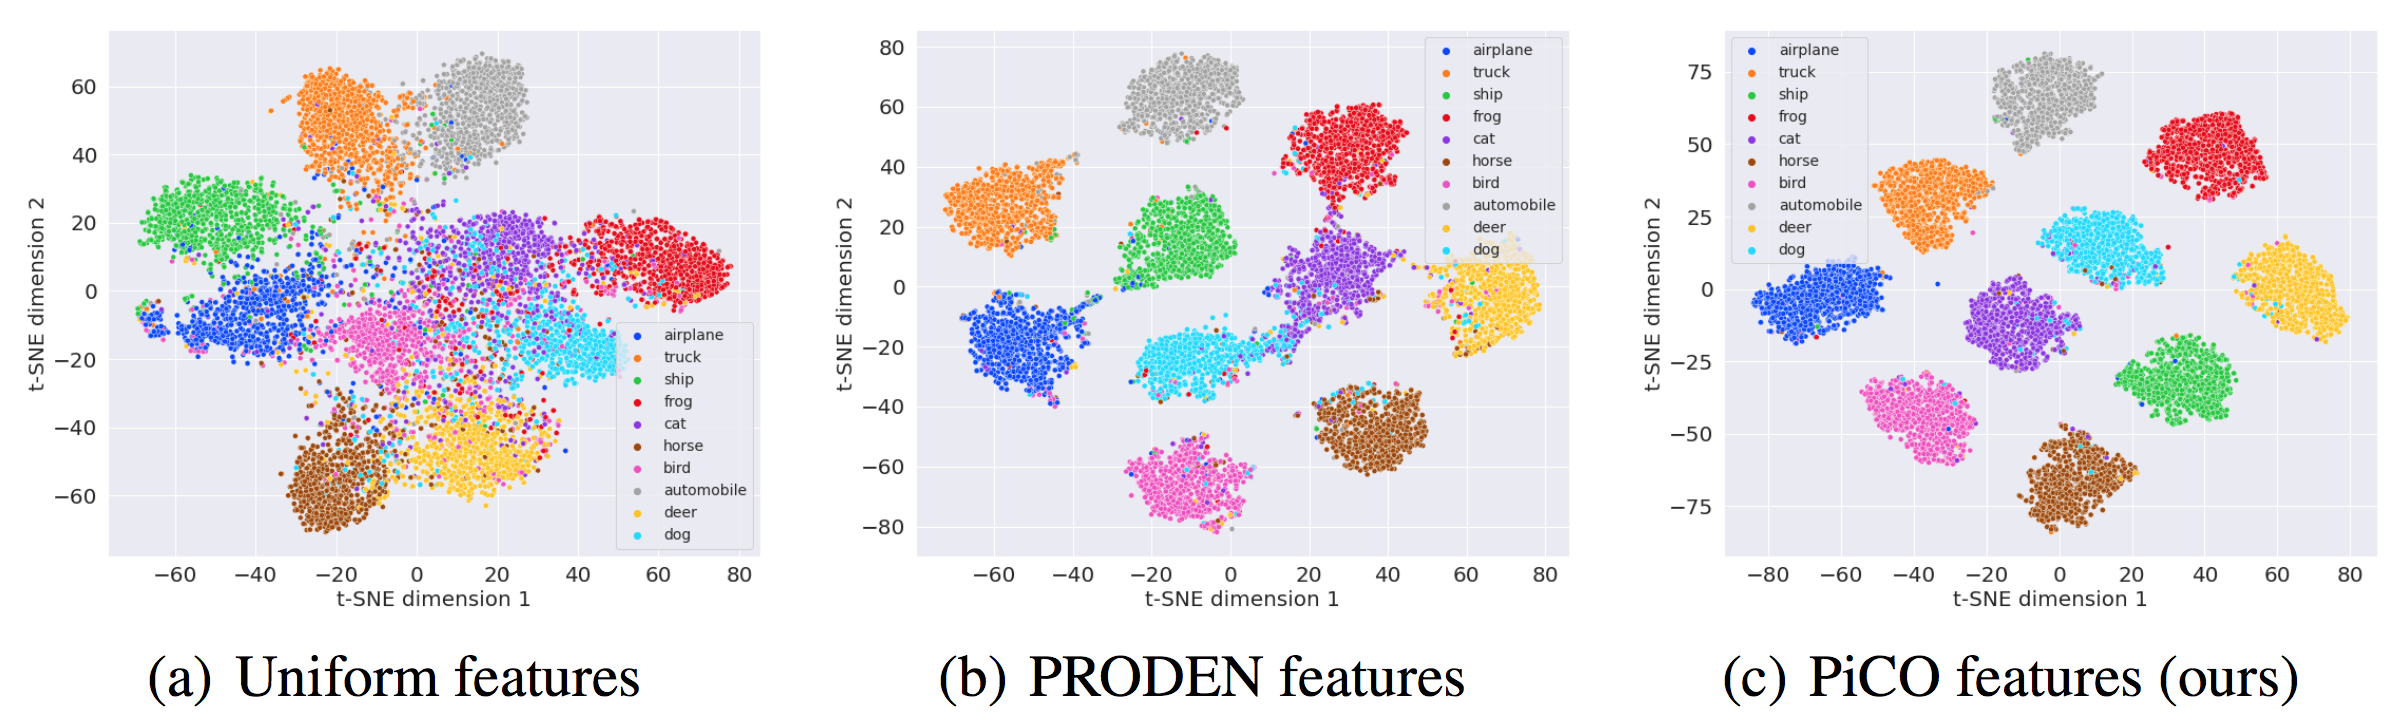 60
40
20
0
−20
−40
−60
t-SNE dimension 2
airplane
truck
ship
frog
cat
horse
bird
automobile
deer
dog
−60 −40 −20 0 20 40 60 80
t-SNE dimension 1
(a) Uniform features
80
60
40
20
0
−20
−40
−60
−80
t-SNE dimension 2
airplane
truck
ship
frog
cat
horse
bird
automobile
deer
dog
−60 −40 −20 0 20 40 60 80
t-SNE dimension 1
(b) PRODEN features
75
50
25
0
−25
−50
−75
t-SNE dimension 2
airplane
truck
ship
frog
cat
horse
bird
automobile
deer
dog
−80 −60 −40 −20 0 20 40 60 80
t-SNE dimension 1
(c) PiCO features (ours)